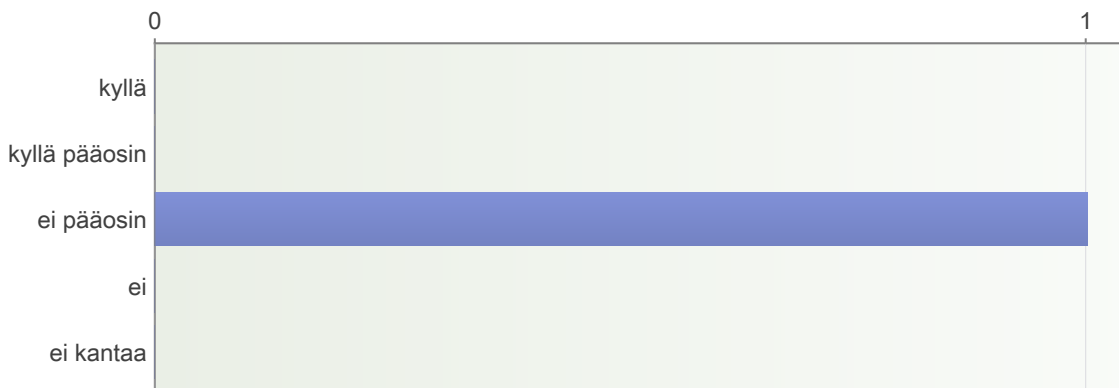 0 1
kyllä
kyllä pääosin
ei pääosin
ei
ei kantaa